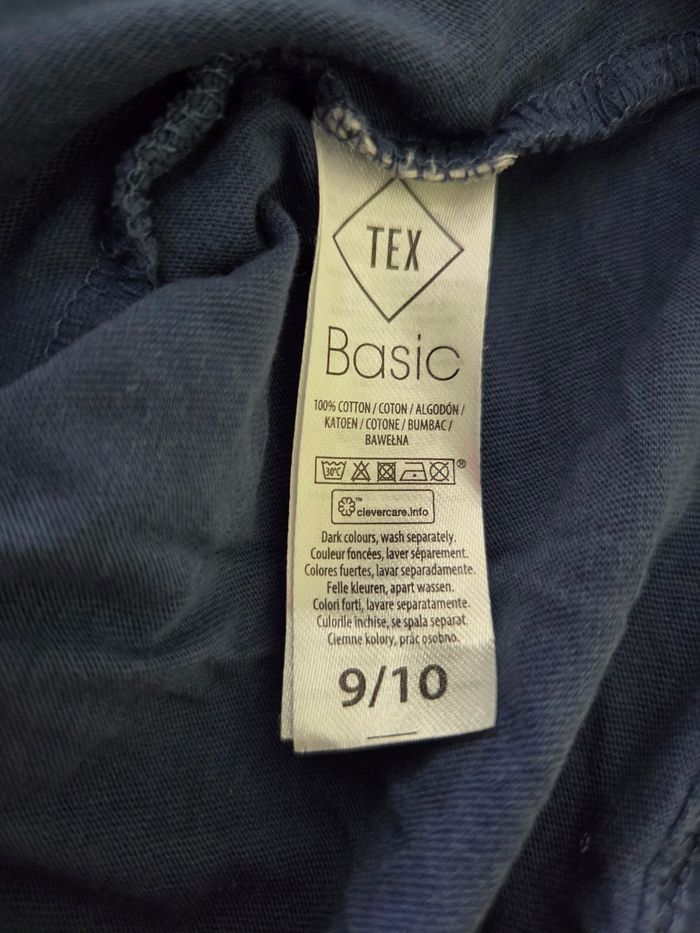 TEX
Basic
100% COTTON / COTON / ALGODÓN /
KATOEN / COTONE / BUMBAC /
BAWEŁNA
30°C ®
™ clevercare.info
Dark colours, wash separately.
Couleur foncées, laver séparement.
Colores fuertes, lavar separadamente.
Felle kleuren, apart wassen.
Colori forti, lavare separatamente.
Culorile inchise, se spala separat.
Ciemne kolory, prać osobno.
9/10